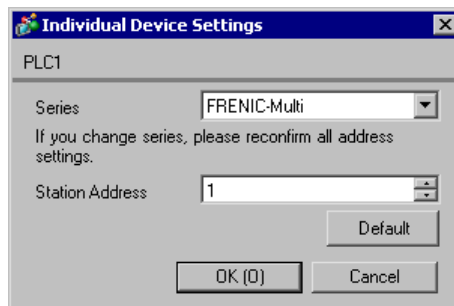 Individual Device Settings
PLC1
Series
FRENIC-Multi
If you change series, please reconfirm all address
settings.
Station Address
1
Default
OK (O)
Cancel